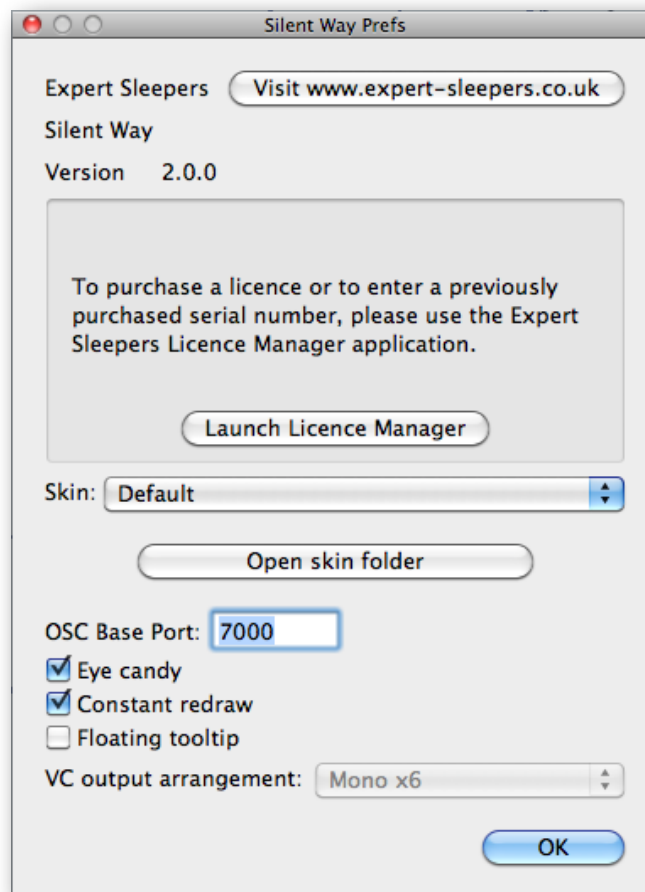 Silent Way Prefs
Expert Sleepers Visit www.expert-sleepers.co.uk
Silent Way
Version 2.0.0
To purchase a licence or to enter a previously
purchased serial number, please use the Expert
Sleepers Licence Manager application.
Launch Licence Manager
Skin: Default
Open skin folder
OSC Base Port: 7000
Eye candy
Constant redraw
Floating tooltip
VC output arrangement: Mono x6
OK